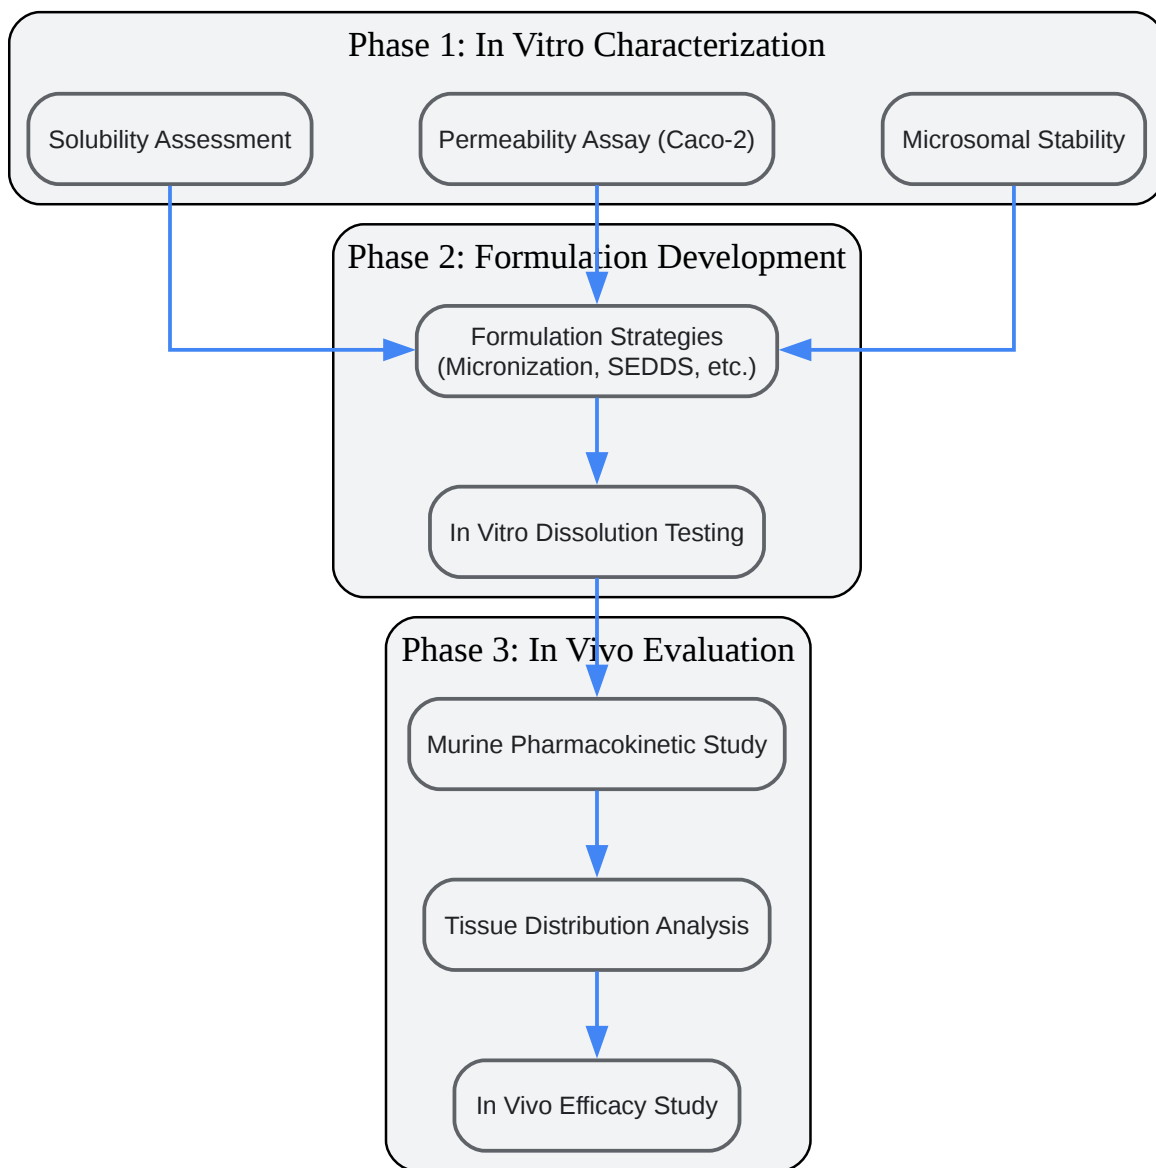 Phase 1: In Vitro Characterization
Solubility Assessment
Permeability Assay (Caco-2)
Microsomal Stability
Phase 2: Formulation Development
Formulation Strategies
(Micronization, SEDDS, etc.)
In Vitro Dissolution Testing
Phase 3: In Vivo Evaluation
Murine Pharmacokinetic Study
Tissue Distribution Analysis
In Vivo Efficacy Study